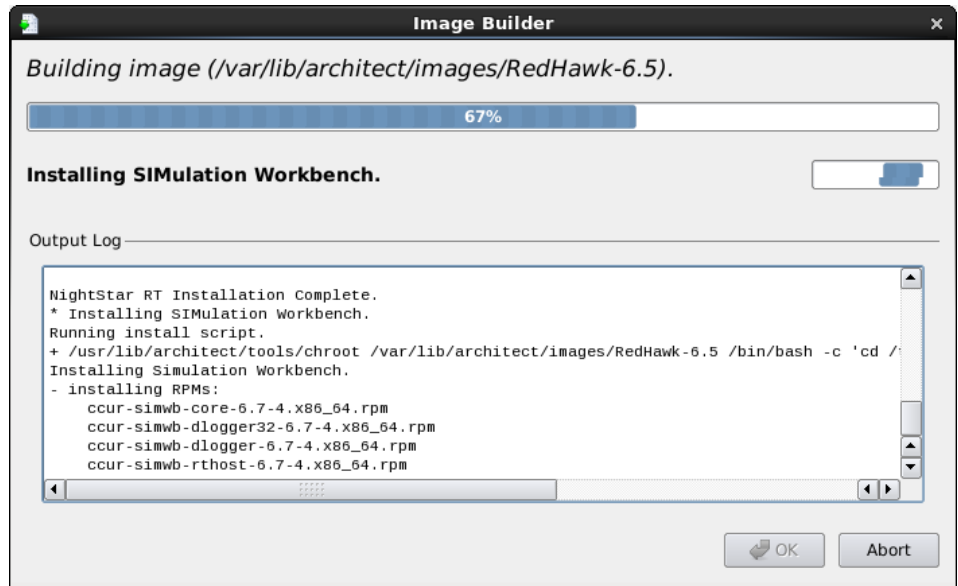 Image Builder
Building image (/var/lib/architect/images/RedHawk-6.5).
67%
Installing SIMulation Workbench.
Output Log
NightStar RT Installation Complete.
* Installing SIMulation Workbench.
Running install script.
+ /usr/lib/architect/tools/chroot /var/lib/architect/images/RedHawk-6.5 /bin/bash -c 'cd /
Installing Simulation Workbench.
- installing RPMs:
ccur-simwb-core-6.7-4.x86_64.rpm
ccur-simwb-dlogger32-6.7-4.x86_64.rpm
ccur-simwb-dlogger-6.7-4.x86_64.rpm
ccur-simwb-rthost-6.7-4.x86_64.rpm
OK
Abort